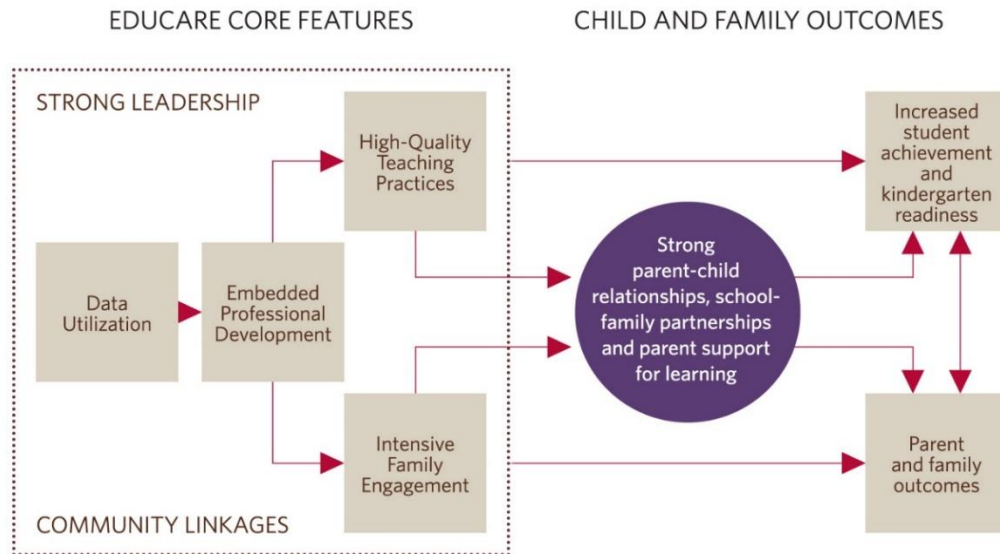 EDUCARE CORE FEATURES
CHILD AND FAMILY OUTCOMES
STRONG LEADERSHIP
High-Quality
Teaching
Practices
Increased
student
achievement
and
kindergarten
readiness
Data
Utilization
Embedded
Professional
Development
Strong
parent-child
relationships, school-
family partnerships
and parent support
for learning
Intensive
Family
Engagement
Parent
and family
outcomes
COMMUNITY LINKAGES